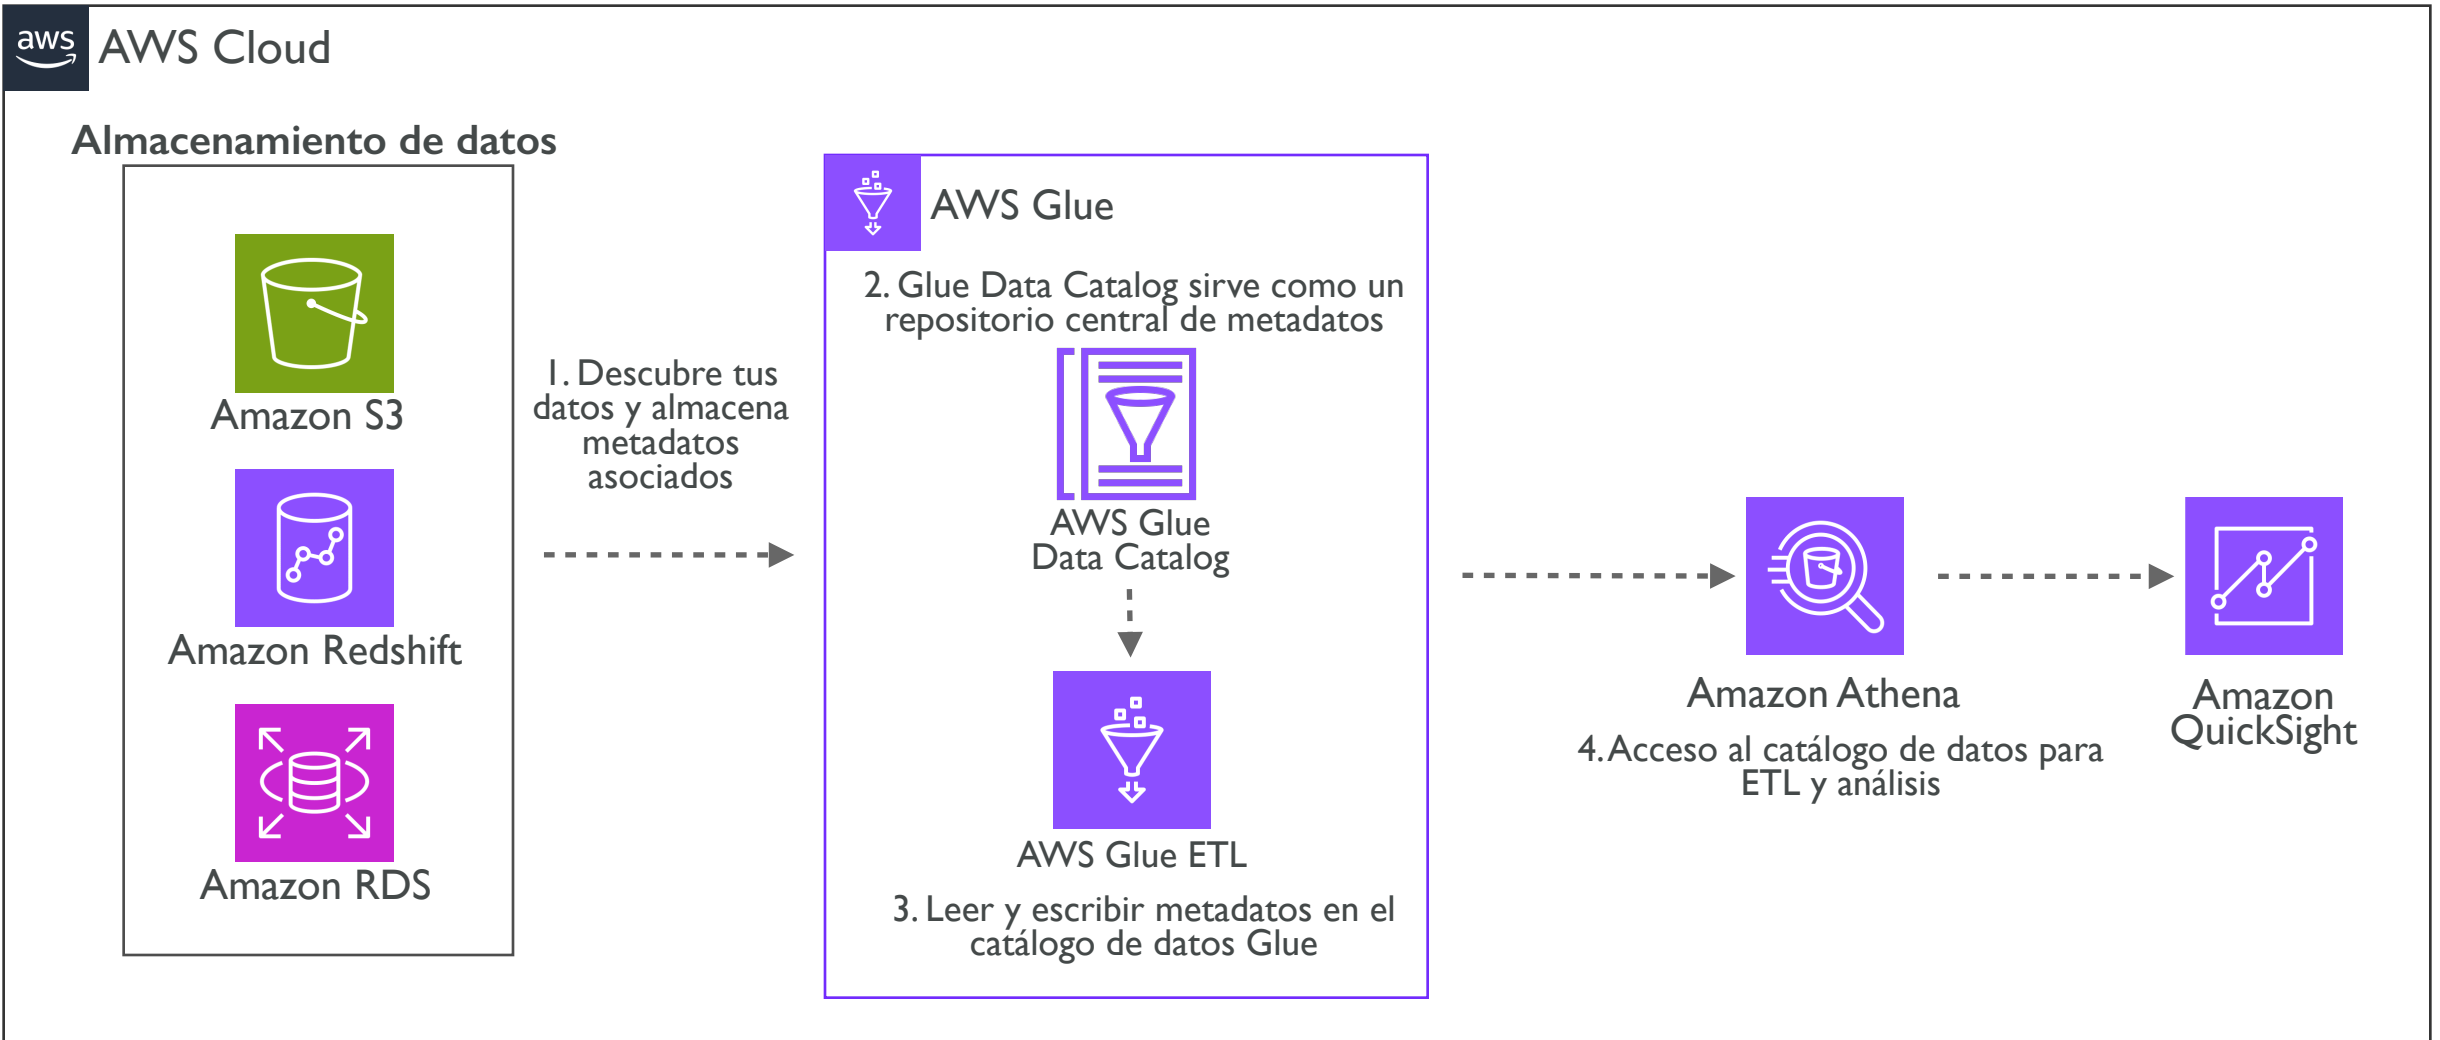 aws
AWS Cloud
Almacenamiento de datos
Amazon S3
Amazon Redshift
Amazon RDS
1. Descubre tus
datos y almacena
metadatos
asociados
AWS Glue
2. Glue Data Catalog sirve como un
repositorio central de metadatos
AWS Glue
Data Catalog
AWS Glue ETL
3. Leer y escribir metadatos en el
catálogo de datos Glue
Amazon Athena
4. Acceso al catálogo de datos para
ETL y análisis
Amazon
QuickSight